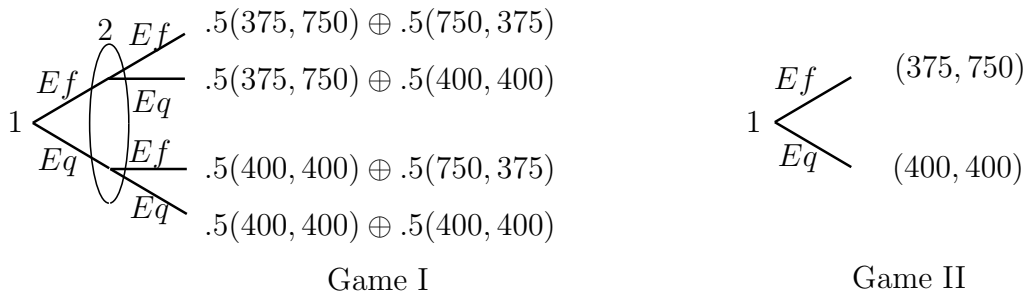 2
Ef .5(375, 750) ⊕ .5(750, 375)
Ef .5(375, 750) ⊕ .5(400, 400)
Eq
1
Eq Ef .5(400, 400) ⊕ .5(750, 375)
Eq .5(400, 400) ⊕ .5(400, 400)
Game I
Ef (375, 750)
1
Eq (400, 400)
Game II